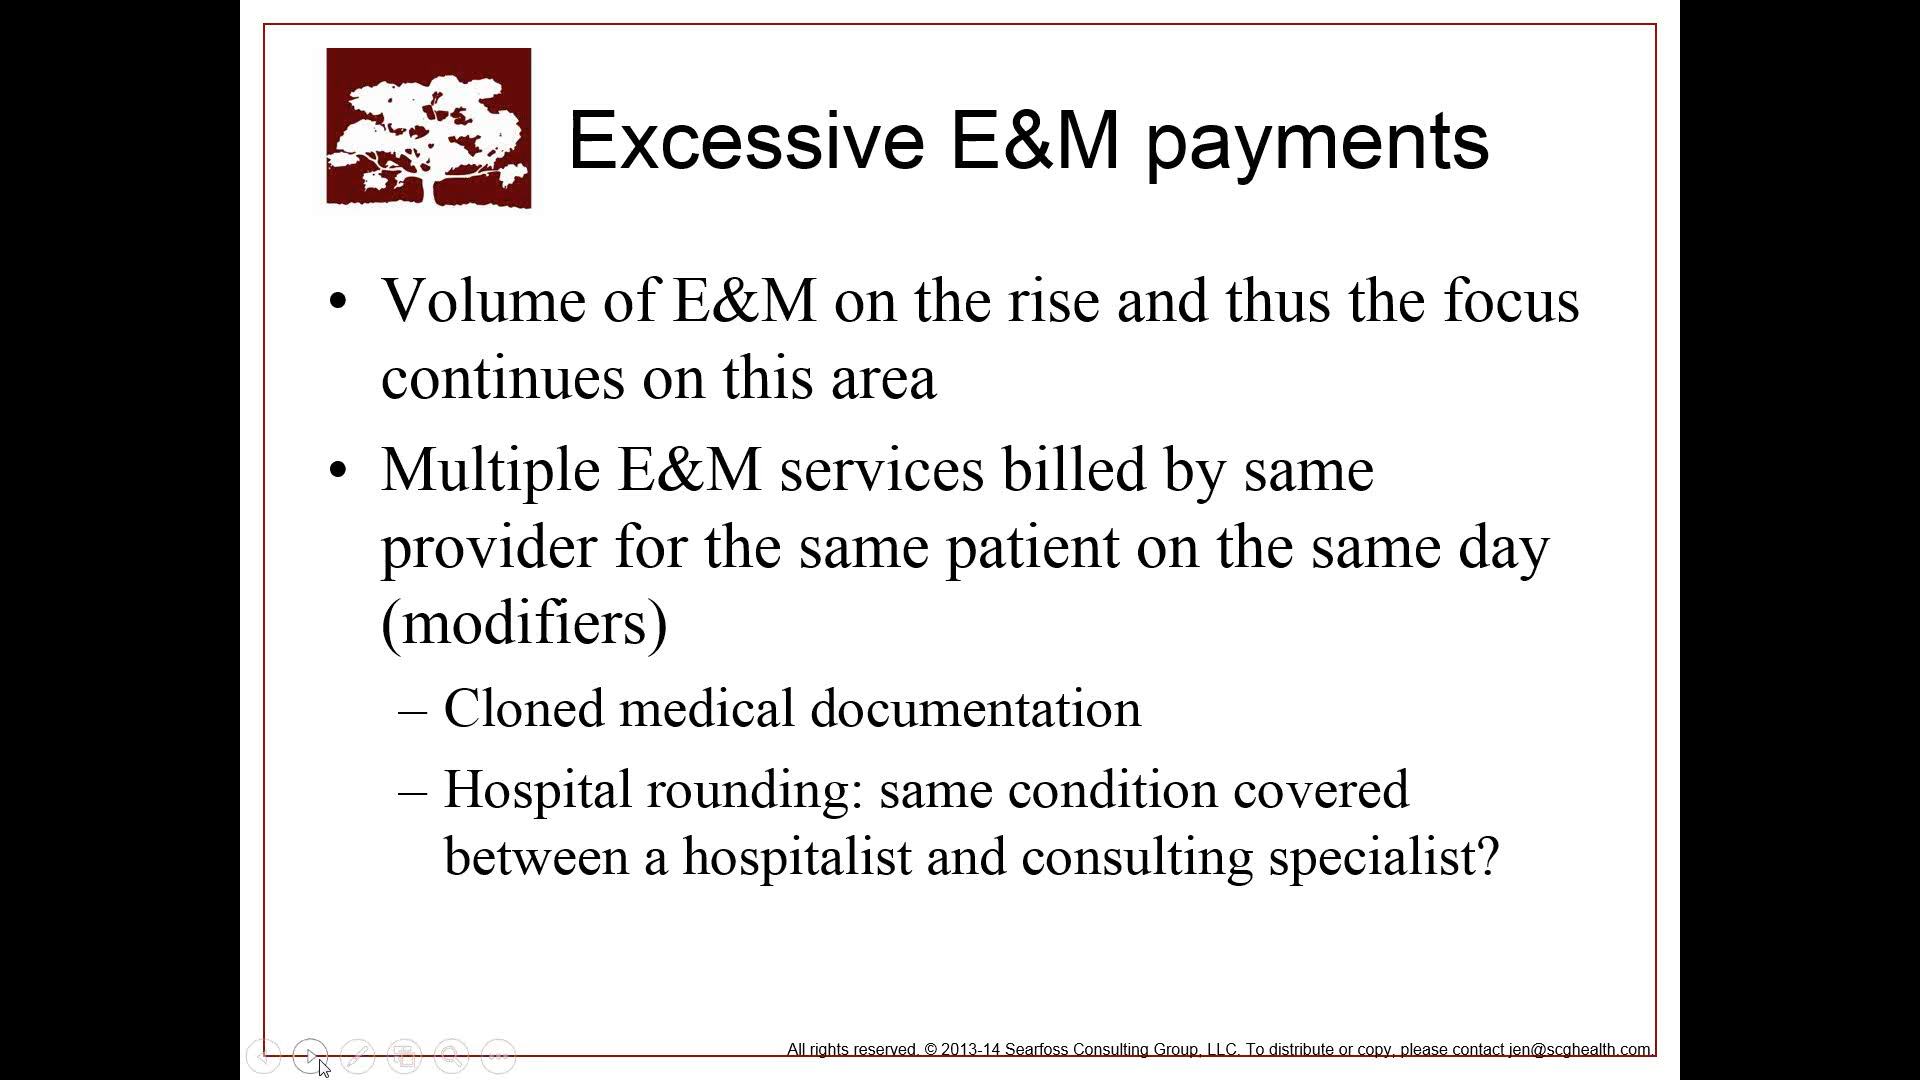 Excessive E&M payments
• Volume of E&M on the rise and thus the focus
continues on this area
• Multiple E&M services billed by same
provider for the same patient on the same day
(modifiers)
– Cloned medical documentation
– Hospital rounding: same condition covered
between a hospitalist and consulting specialist?
All rights reserved. © 2013-14 Searfoss Consulting Group, LLC. To distribute or copy, please contact jen@scghealth.com.